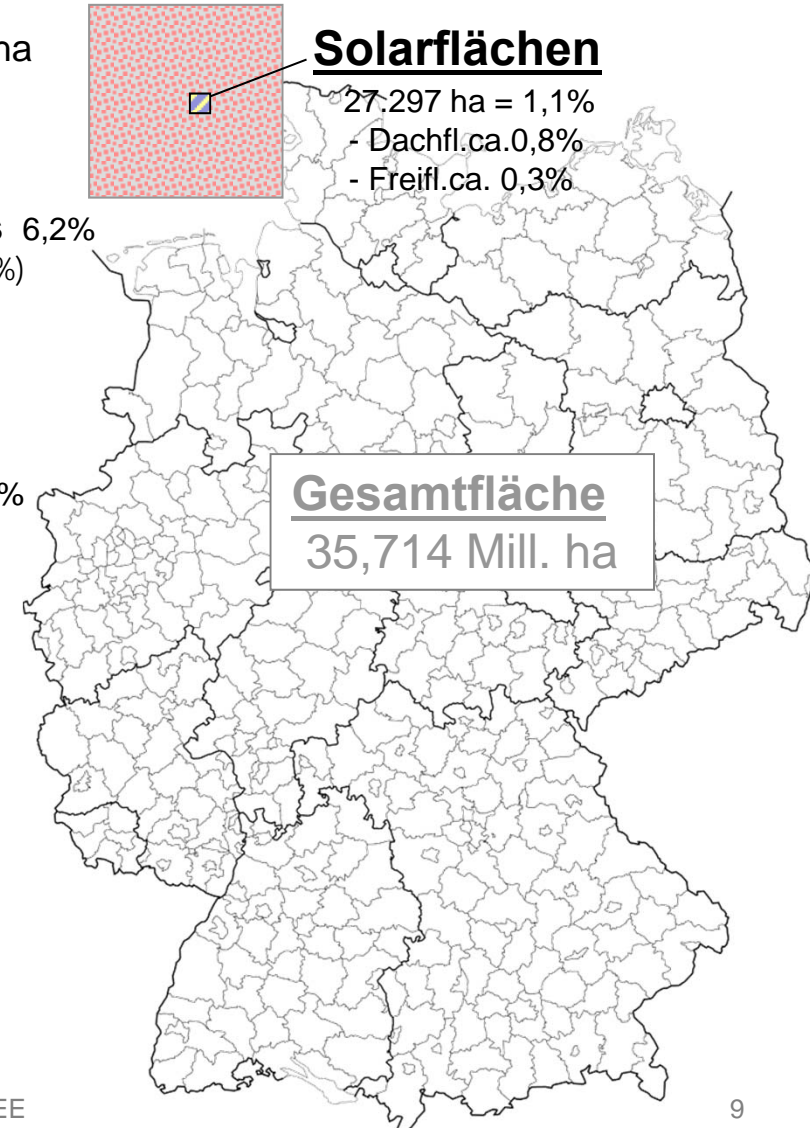 ha
Solarflächen
27.297 ha = 1,1%
- Dachfl.ca.0,8%
- Freifl.ca. 0,3%
6,2%
%)
%
Gesamtfläche
35,714 Mill. ha
EE
9